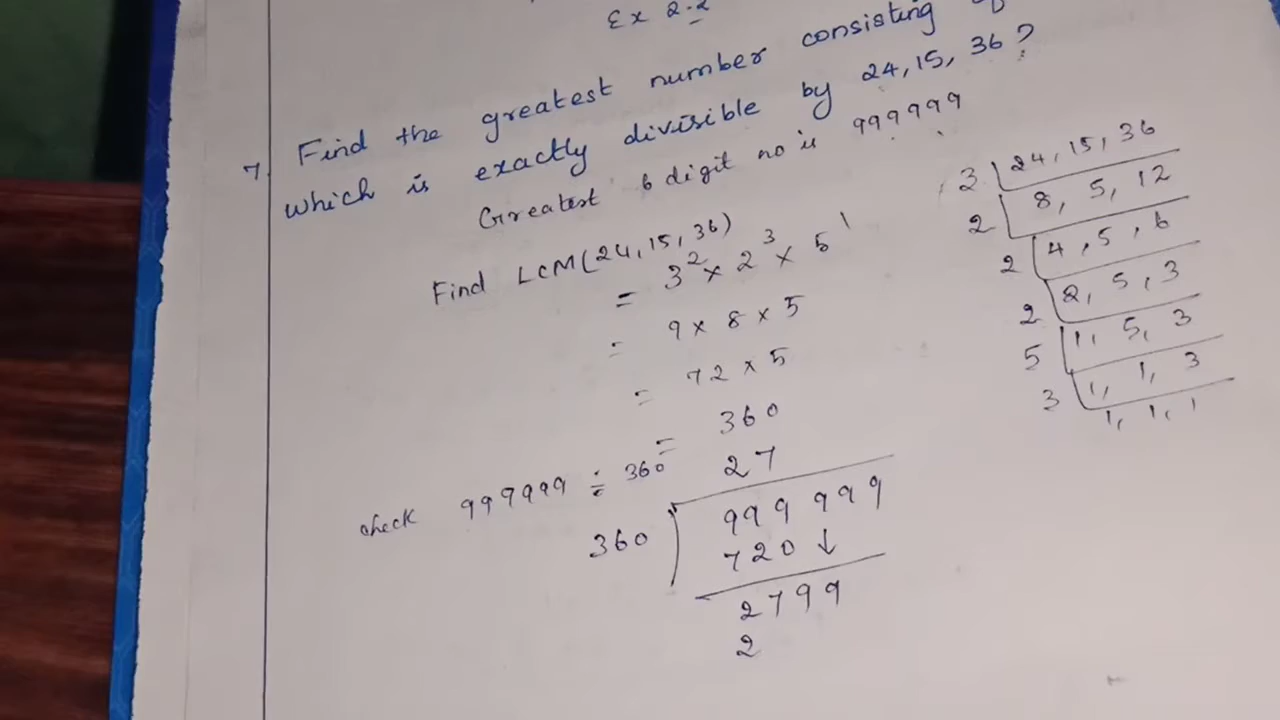 Ex 2.2
7. Find the greatest number consisting
which is exactly divisible by 24, 15, 36?
Greatest 6 digit no is 999999
Find LCM(24, 15, 36)
= 3² × 2³ × 5¹
= 9 × 8 × 5
= 72 × 5
= 360
3 | 24, 15, 36
2 | 8, 5, 12
2 | 4, 5, 6
2 | 2, 5, 3
5 | 1, 5, 3
3 | 1, 1, 3
1, 1, 1
check 999999 ÷ 360
27
360 ) 999 999
720 ↓
2799
2